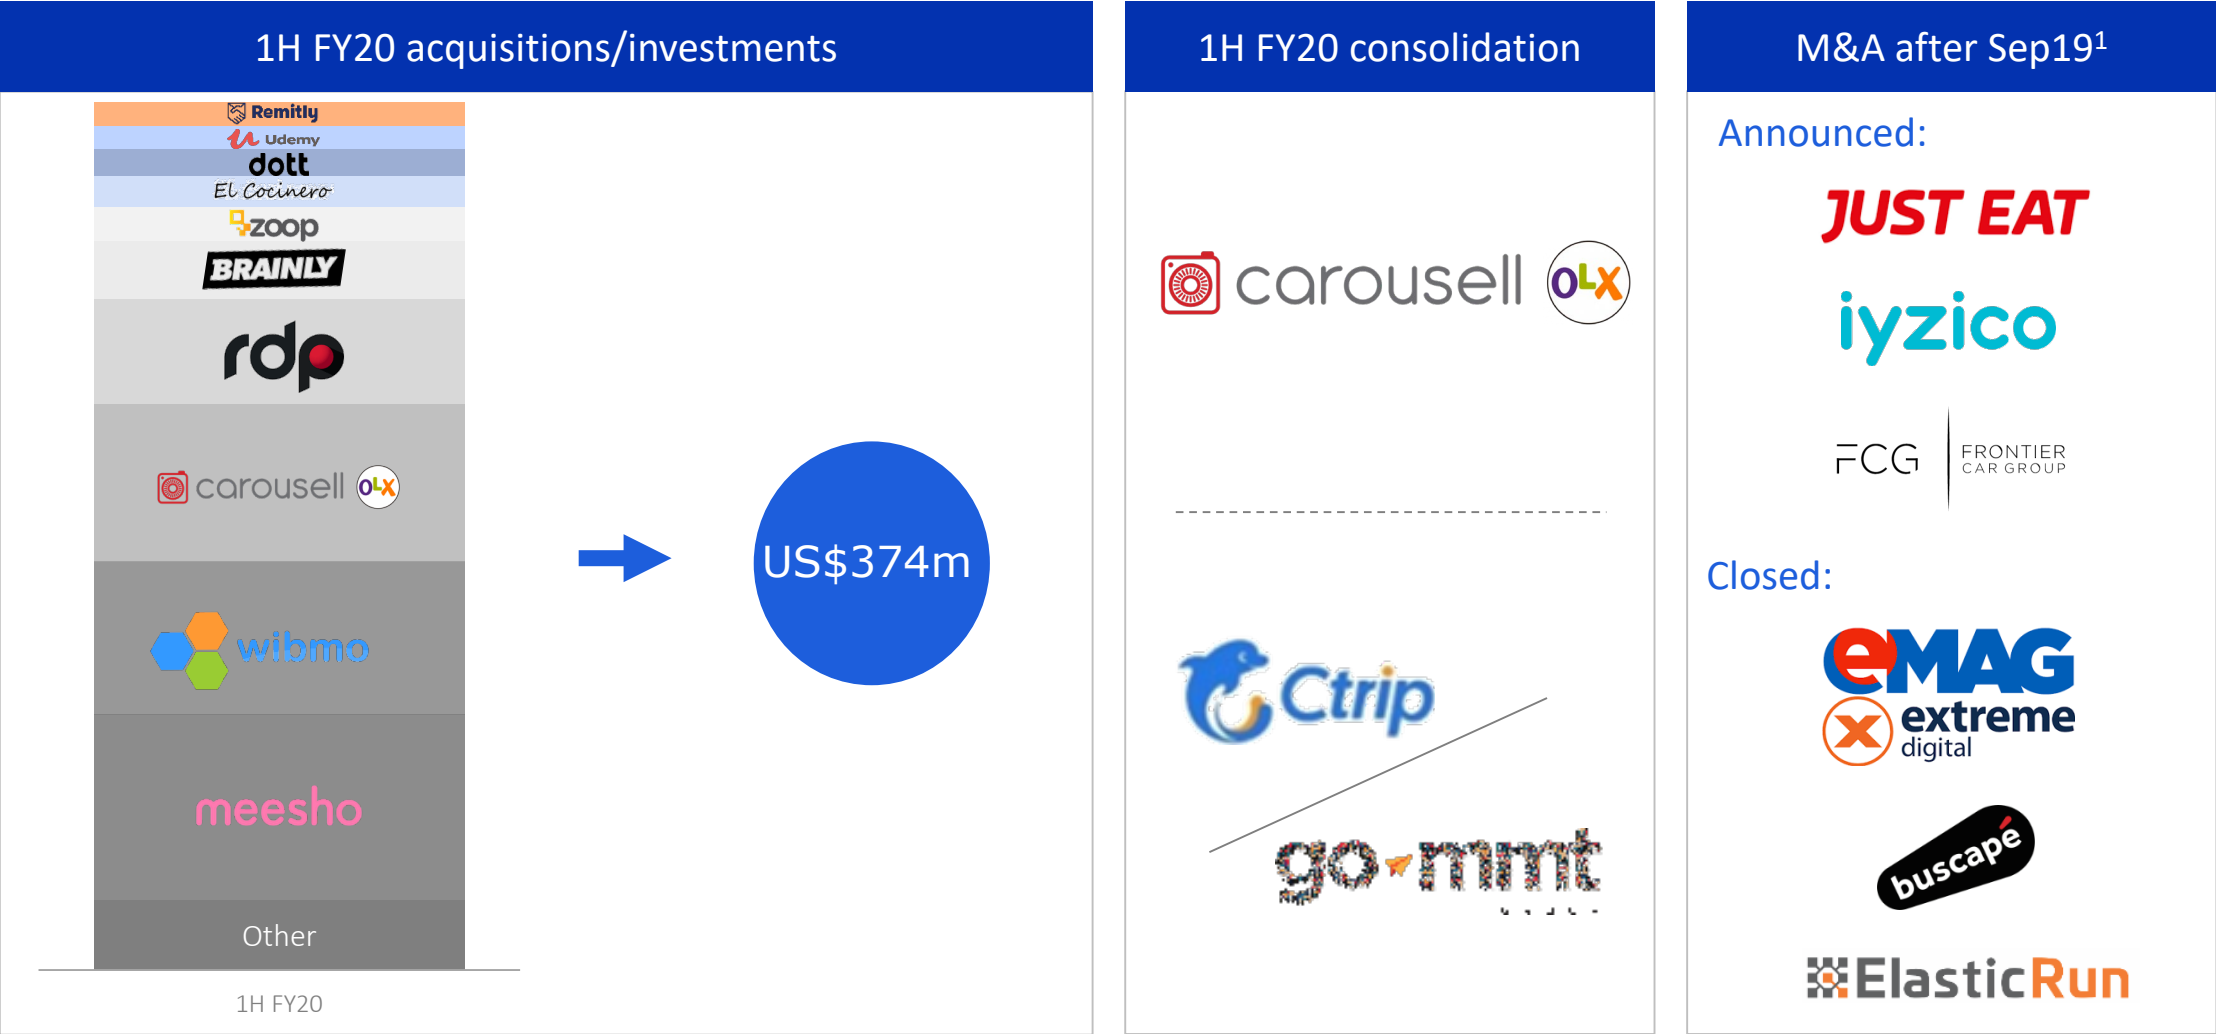 1H FY20 acquisitions/investments
Remitly
Udemy
dott
El Cocinero
zoop
BRAINLY
rdp
carousell OLX
wibmo
meesho
Other
1H FY20
US$374m
1H FY20 consolidation
carousell OLX
Ctrip
go-mmt
M&A after Sep19¹
Announced:
JUST EAT
iyzico
FCG FRONTIER
CAR GROUP
Closed:
eMAG
extreme
digital
buscapé
ElasticRun